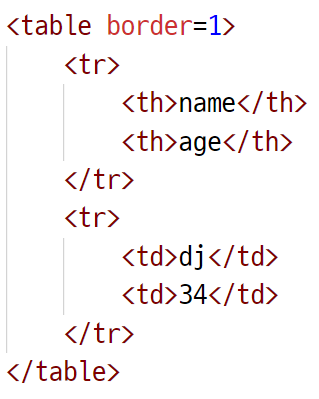 <table border=1>
<tr>
<th>name</th>
<th>age</th>
</tr>
<tr>
<td>dj</td>
<td>34</td>
</tr>
</table>